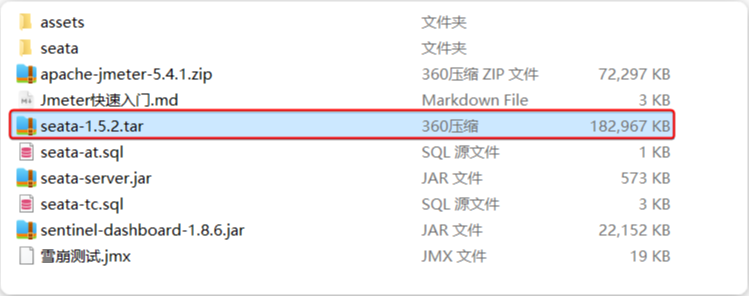 assets 文件夹
seata 文件夹
apache-jmeter-5.4.1.zip 360压缩 ZIP 文件 72,297 KB
Jmeter快速入门.md Markdown File 3 KB
seata-1.5.2.tar 360压缩 182,967 KB
seata-at.sql SQL 源文件 1 KB
seata-server.jar JAR 文件 573 KB
seata-tc.sql SQL 源文件 3 KB
sentinel-dashboard-1.8.6.jar JAR 文件 22,152 KB
雪崩测试.jmx JMX 文件 19 KB